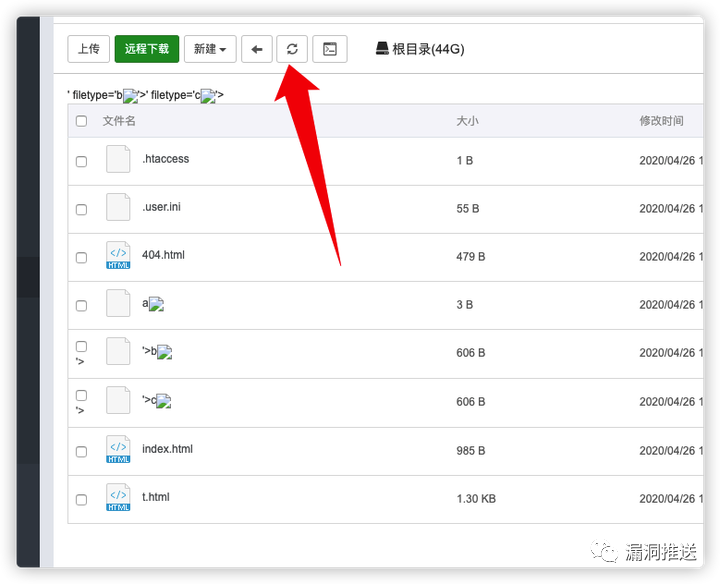 上传 远程下载 新建 根目录(44G)
' filetype='b'>' filetype='c'>
文件名 大小 修改时间
.htaccess 1 B 2020/04/26 1
.user.ini 55 B 2020/04/26 1
404.html 479 B 2020/04/26 1
a 3 B 2020/04/26 1
'>b 606 B 2020/04/26 1
'>
'>c 606 B 2020/04/26 1
'>
index.html 985 B 2020/04/26 1
t.html 1.30 KB 2020/04/26 1
漏洞推送